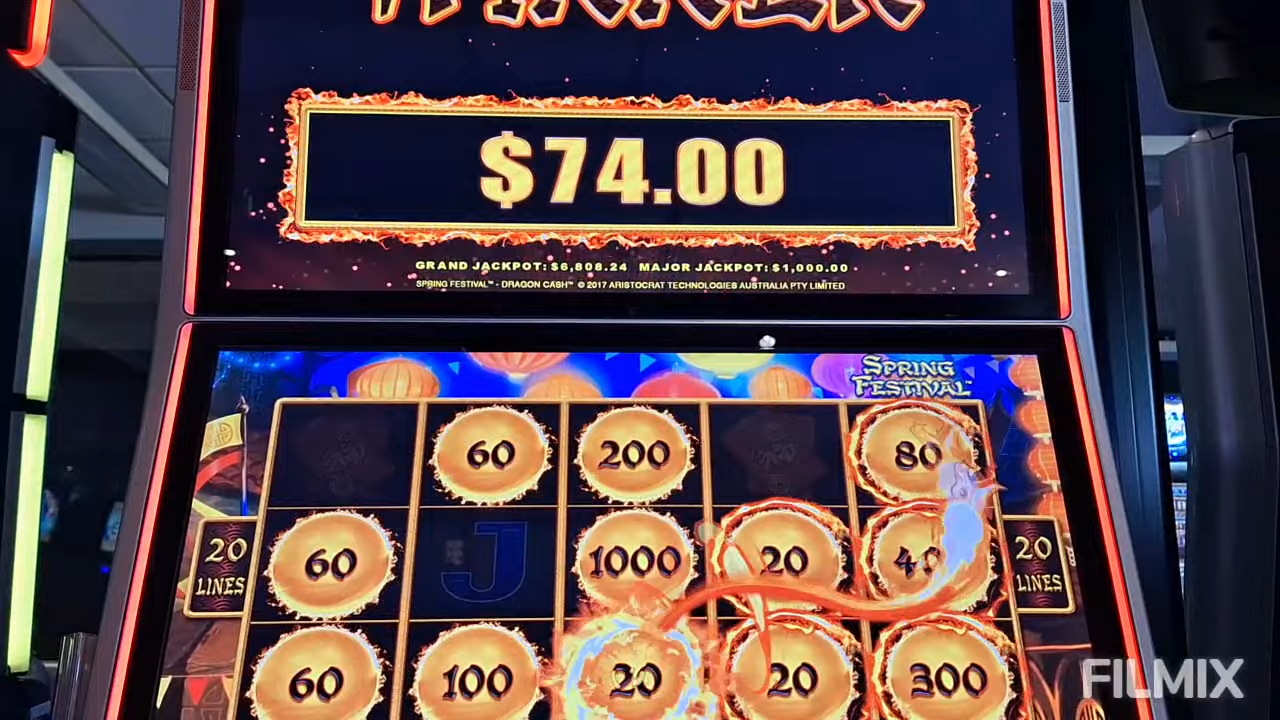 $74.00
GRAND JACKPOT: $6,808.24 MAJOR JACKPOT: $1,000.00
SPRING FESTIVAL™ - DRAGON CASH™ © 2017 ARISTOCRAT TECHNOLOGIES AUSTRALIA PTY LIMITED
SPRING
FESTIVAL™
60 200 80
20
LINES
60 J 1000 20 40
20
LINES
60 100 20 20 300
FILMIX